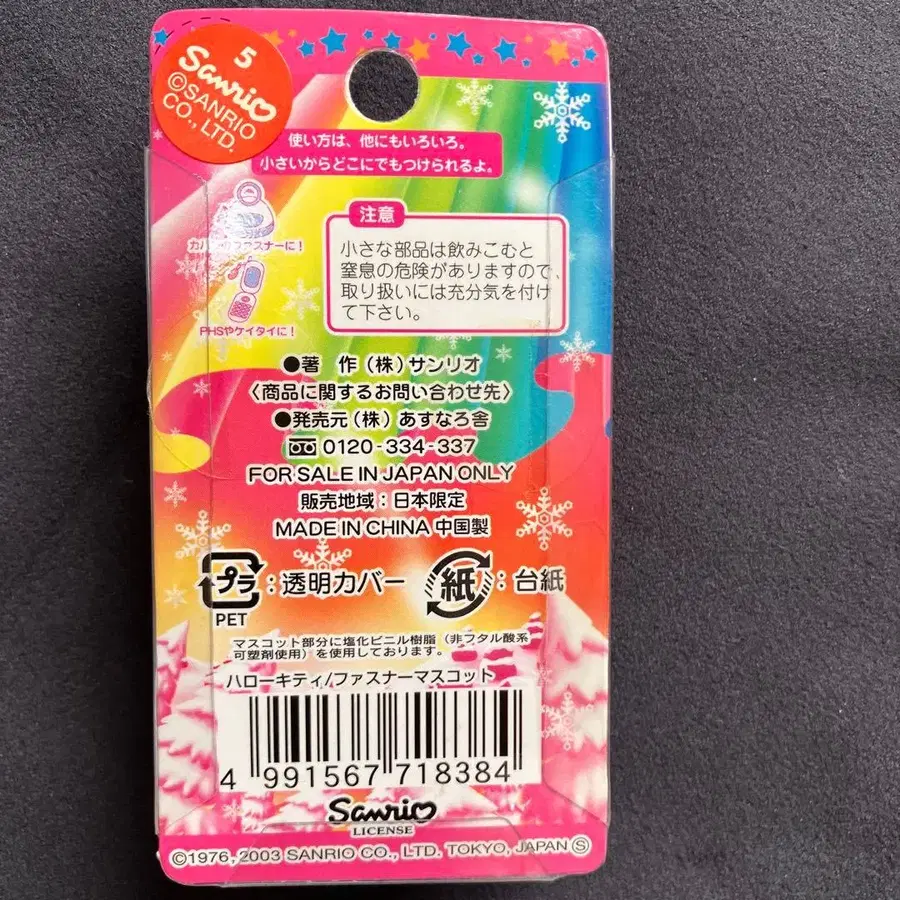 5
Sanrio
©SANRIO
CO., LTD.
使い方は、他にもいろいろ。
小さいからどこにでもつけられるよ。
ファスナーに!
PHSやケイタイに!
注意
小さな部品は飲みこむと
窒息の危険がありますので、
取り扱いには充分気を付け
て下さい。
●著 作(株)サンリオ
〈商品に関するお問い合わせ先〉
●発売元(株)あすなろ舎
0120-334-337
FOR SALE IN JAPAN ONLY
販売地域:日本限定
MADE IN CHINA 中国製
プラ:透明カバー 紙:台紙
PET
マスコット部分に塩化ビニル樹脂(非フタル酸系
可塑剤使用)を使用しております。
ハローキティ/ファスナーマスコット
4 991567 718384
Sanrio
LICENSE
©1976, 2003 SANRIO CO., LTD. TOKYO, JAPAN Ⓢ